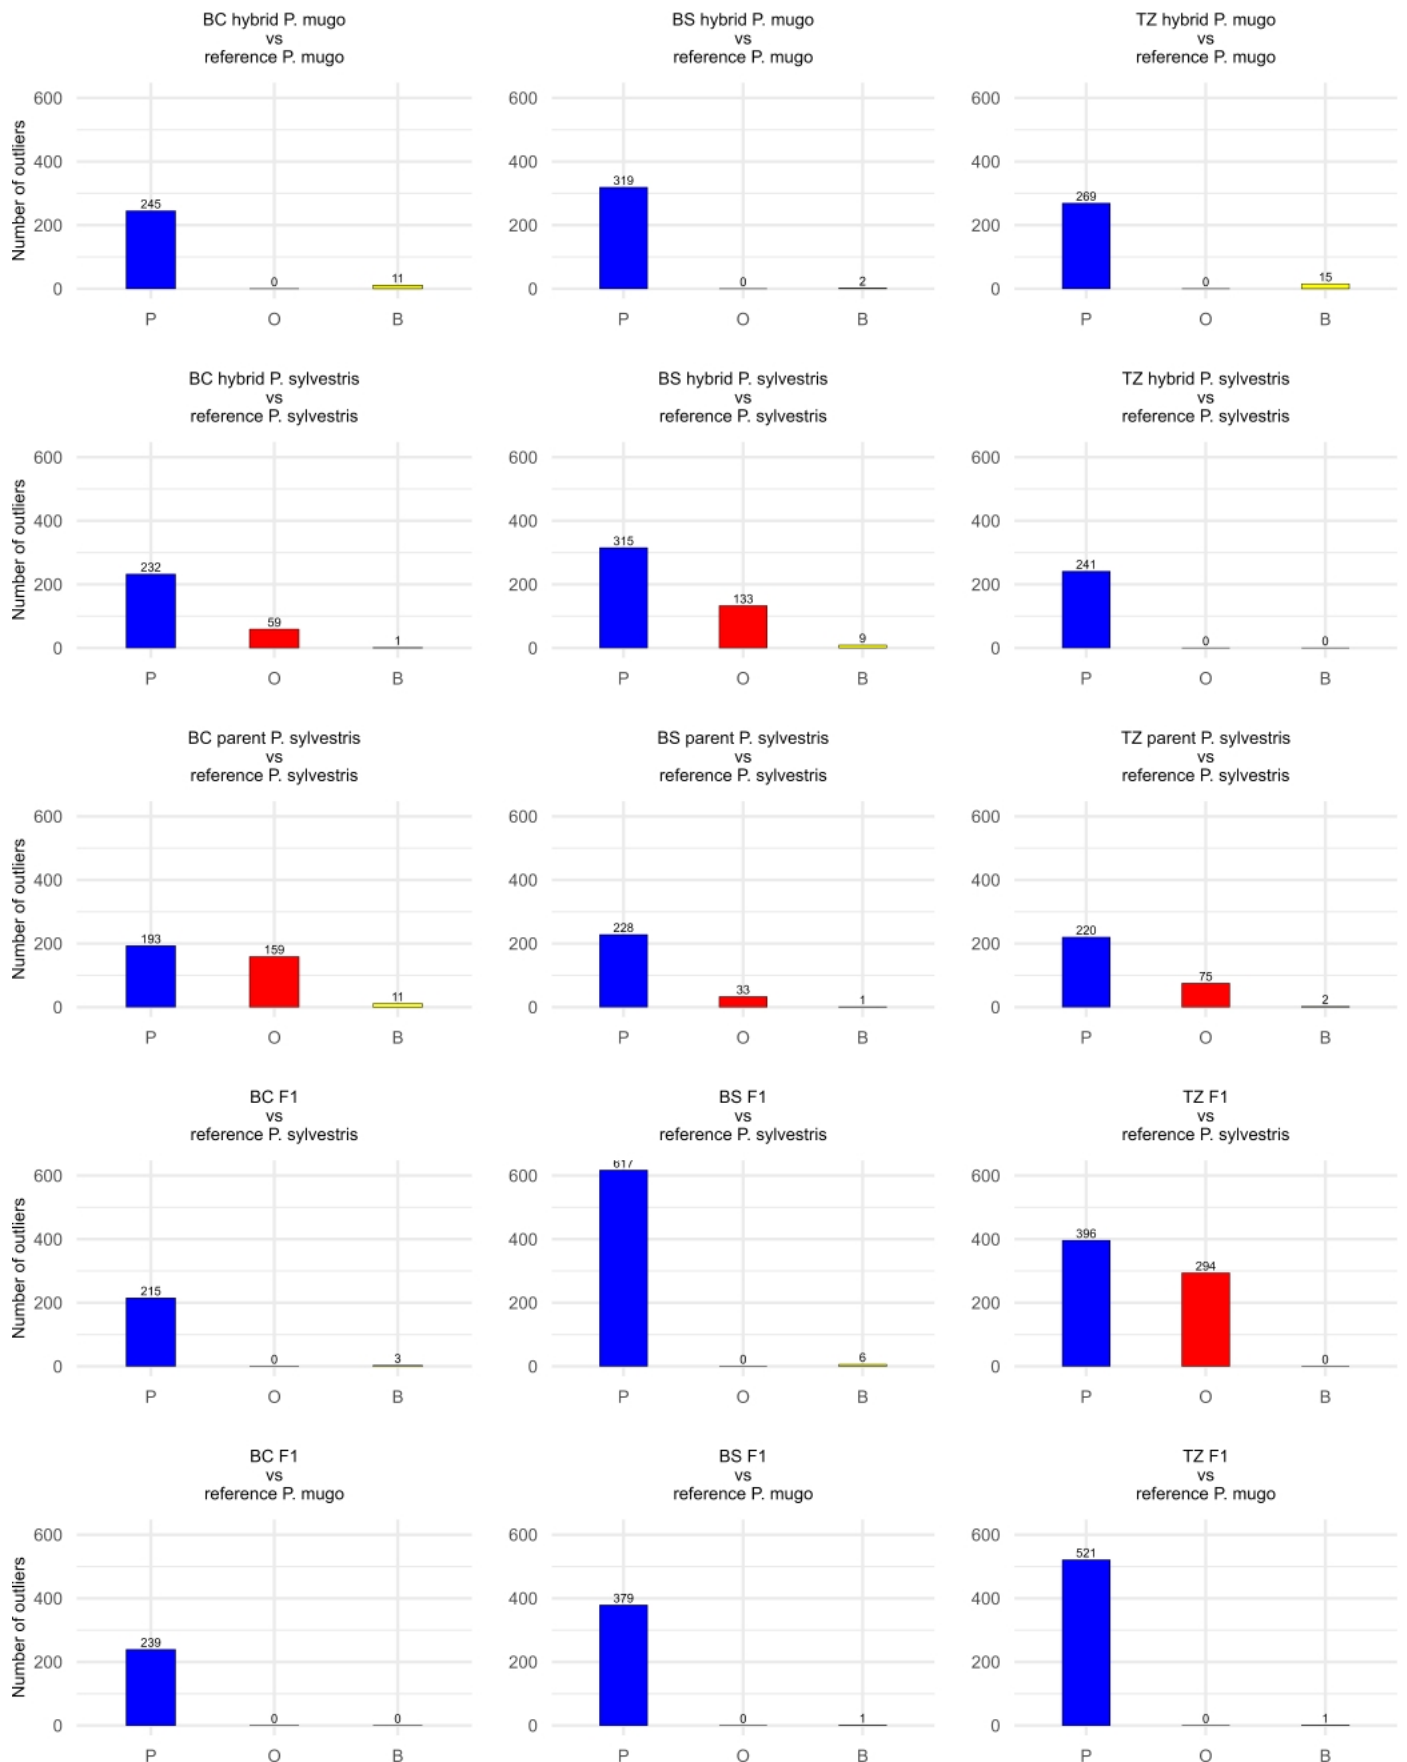 BC hybrid P. mugo
vs
reference P. mugo
BS hybrid P. mugo
vs
reference P. mugo
TZ hybrid P. mugo
vs
reference P. mugo
Number of outliers
600
400
200
0
245
0
11
P
O
B
600
400
200
0
319
0
2
P
O
B
600
400
200
0
269
0
15
P
O
B
BC hybrid P. sylvestris
vs
reference P. sylvestris
BS hybrid P. sylvestris
vs
reference P. sylvestris
TZ hybrid P. sylvestris
vs
reference P. sylvestris
Number of outliers
600
400
200
0
232
59
1
P
O
B
600
400
200
0
315
133
9
P
O
B
600
400
200
0
241
0
0
P
O
B
BC parent P. sylvestris
vs
reference P. sylvestris
BS parent P. sylvestris
vs
reference P. sylvestris
TZ parent P. sylvestris
vs
reference P. sylvestris
Number of outliers
600
400
200
0
193
159
11
P
O
B
600
400
200
0
228
33
1
P
O
B
600
400
200
0
220
75
2
P
O
B
BC F1
vs
reference P. sylvestris
BS F1
vs
reference P. sylvestris
TZ F1
vs
reference P. sylvestris
Number of outliers
600
400
200
0
215
0
3
P
O
B
600
400
200
0
617
0
6
P
O
B
600
400
200
0
396
294
0
P
O
B
BC F1
vs
reference P. mugo
BS F1
vs
reference P. mugo
TZ F1
vs
reference P. mugo
Number of outliers
600
400
200
0
239
0
0
P
O
B
600
400
200
0
379
0
1
P
O
B
600
400
200
0
521
0
1
P
O
B